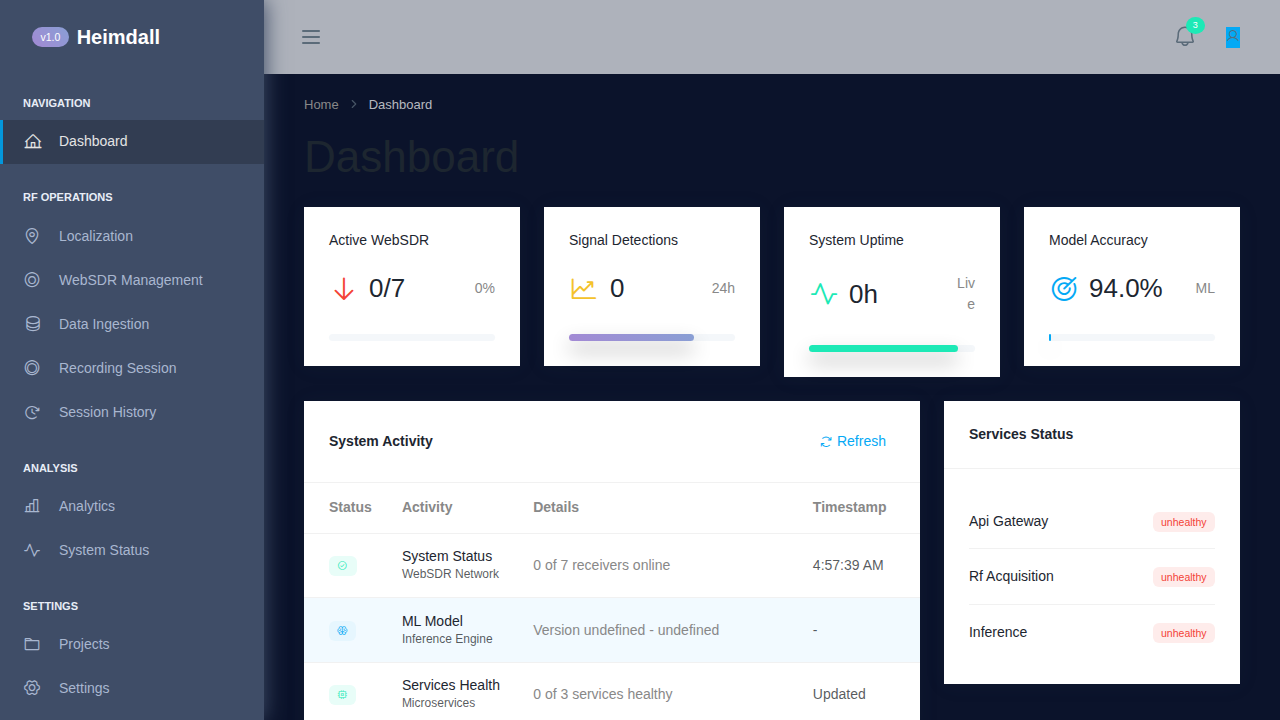 v1.0 Heimdall
3
NAVIGATION
Dashboard
RF OPERATIONS
Localization
WebSDR Management
Data Ingestion
Recording Session
Session History
ANALYSIS
Analytics
System Status
SETTINGS
Projects
Settings
Home Dashboard
Dashboard
Active WebSDR
0/7 0%
Signal Detections
0 24h
System Uptime
0h Liv
e
Model Accuracy
94.0% ML
System Activity Refresh
Status Activity Details Timestamp
System Status
WebSDR Network
0 of 7 receivers online 4:57:39 AM
ML Model
Inference Engine
Version undefined - undefined -
Services Health
Microservices
0 of 3 services healthy Updated
Services Status
Api Gateway unhealthy
Rf Acquisition unhealthy
Inference unhealthy